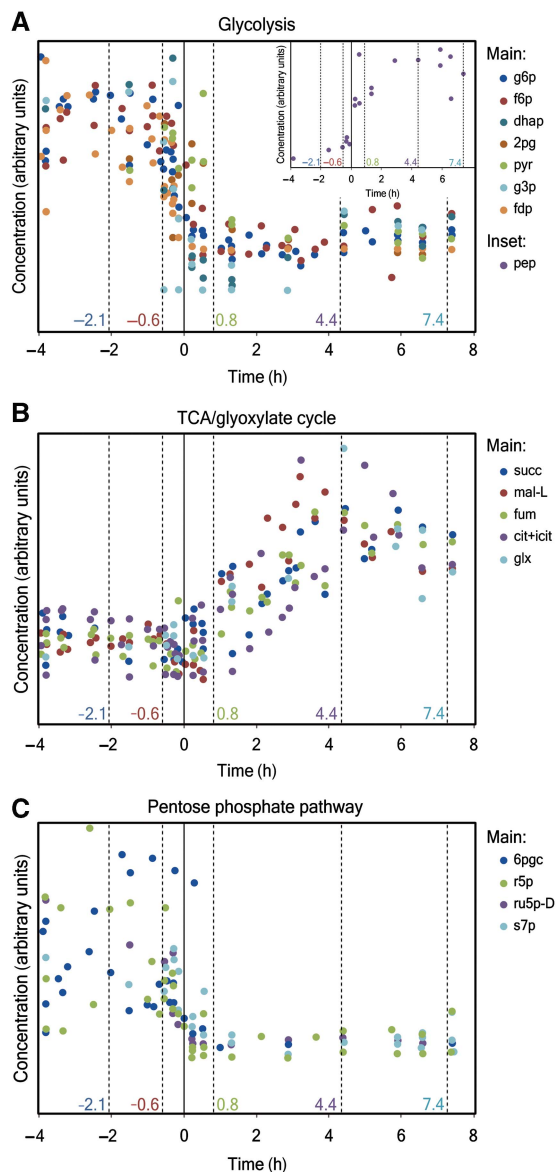 A
Glycolysis
Concentration (arbitrary units)
Concentration (arbitrary units)
−2.1 −0.6 0.8 4.4 7.4
−4 −2 0 2 4 6
Time (h)
Main:
g6p
f6p
dhap
2pg
pyr
g3p
fdp
Inset:
pep
−2.1 −0.6 0.8 4.4 7.4
−4 −2 0 2 4 6 8
Time (h)
B
TCA/glyoxylate cycle
Concentration (arbitrary units)
Main:
succ
mal-L
fum
cit+icit
glx
-2.1 -0.6 0.8 4.4 7.4
−4 −2 0 2 4 6 8
Time (h)
C
Pentose phosphate pathway
Concentration (arbitrary units)
Main:
6pgc
r5p
ru5p-D
s7p
-2.1 -0.6 0.8 4.4 7.4
−4 −2 0 2 4 6 8
Time (h)